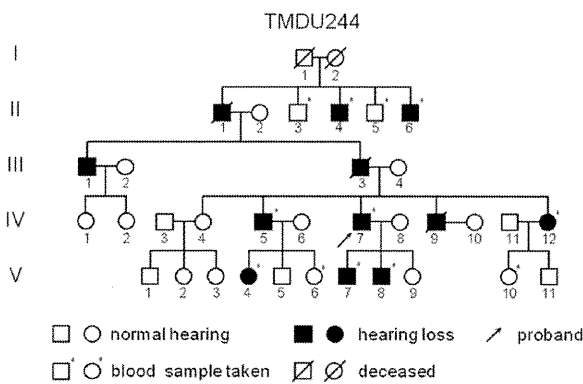 TMDU244
I
1 2
II
1 2 3* 4* 5* 6*
III
1 2 3 4
IV
1 2 3 4 5* 6 7* 8 9 10 11 12*
V
1 2 3 4* 5 6* 7* 8* 9 10* 11
normal hearing hearing loss proband
* * blood sample taken deceased